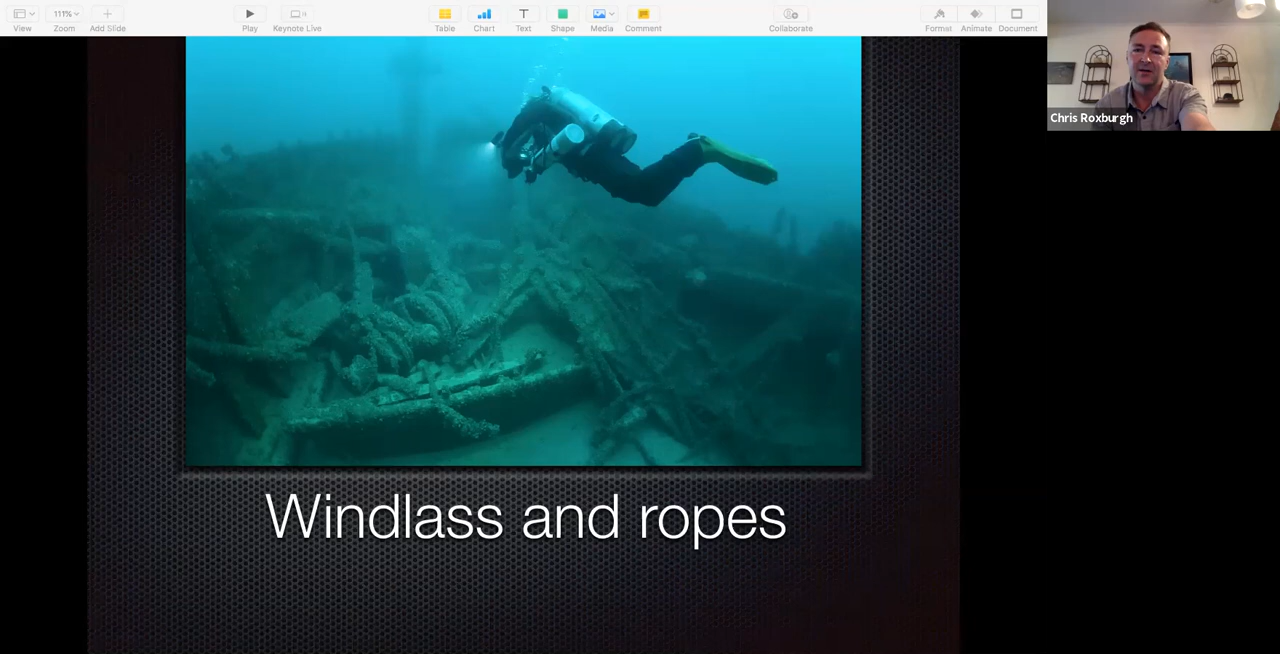 111%
View
Zoom
Add Slide
Play
Keynote Live
Table
Chart
Text
Shape
Media
Comment
Collaborate
Format
Animate
Document
Chris Roxburgh
Windlass and ropes